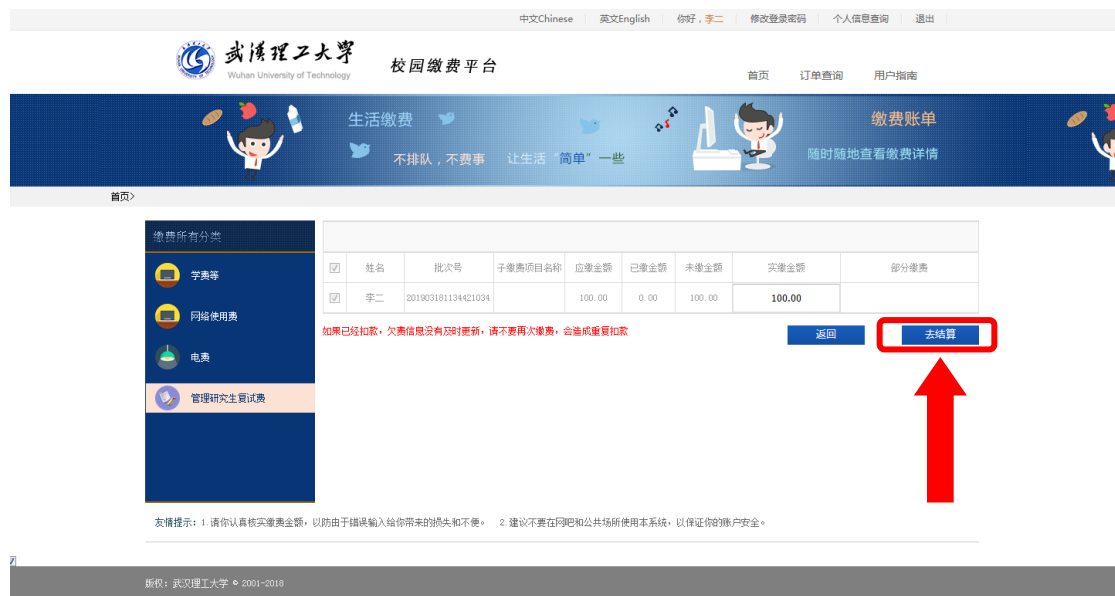 中文Chinese 英文English 你好，李二 修改登录密码 个人信息查询 退出
武汉理工大学 校园缴费平台
Wuhan University of Technology
首页 订单查询 用户指南
生活缴费 缴费账单
不排队，不费事 让生活“简单”一些 随时随地查看缴费详情
首页>
缴费所有分类
学费等
网络使用费
电费
管理研究生复试费
姓名 批次号 子缴费项目名称 应缴金额 已缴金额 未缴金额 实缴金额 部分缴费
李二 201903181134421034 100.00 0.00 100.00 100.00
如果已经扣款，欠费信息没有及时更新，请不要再次缴费，会造成重复扣款
返回 去结算
友情提示：1.请你认真核实缴费金额，以防由于错误输入给你带来的损失和不便。 2.建议不要在网吧和公共场所使用本系统，以保证你的账户安全。
版权：武汉理工大学 © 2001-2018